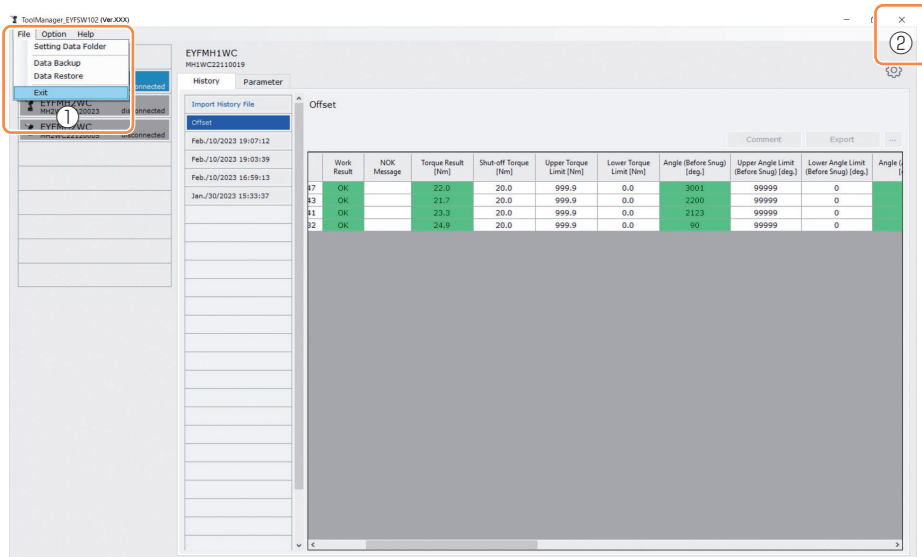 ToolManager_EYFSW102 (Ver.XXX)
File Option Help
Setting Data Folder
Data Backup
Data Restore
Exit
①
②
connected
EYFMH2WC
disconnected
EYFMH2WC
MH2WC22120005 disconnected
EYFMH1WC
MH1WC22110019
History Parameter
Import History File
Offset
Feb./10/2023 19:07:12
Feb./10/2023 19:03:39
Feb./10/2023 16:59:13
Jan./30/2023 15:33:37
Offset
Comment Export ...
Work Result NOK Message Torque Result [Nm] Shut-off Torque [Nm] Upper Torque Limit [Nm] Lower Torque Limit [Nm] Angle (Before Snug) [deg.] Upper Angle Limit (Before Snug) [deg.] Lower Angle Limit (Before Snug) [deg.] Angle
47 OK 22.0 20.0 999.9 0.0 3001 99999 0
43 OK 21.7 20.0 999.9 0.0 2200 99999 0
41 OK 23.3 20.0 999.9 0.0 2123 99999 0
32 OK 24.9 20.0 999.9 0.0 90 99999 0